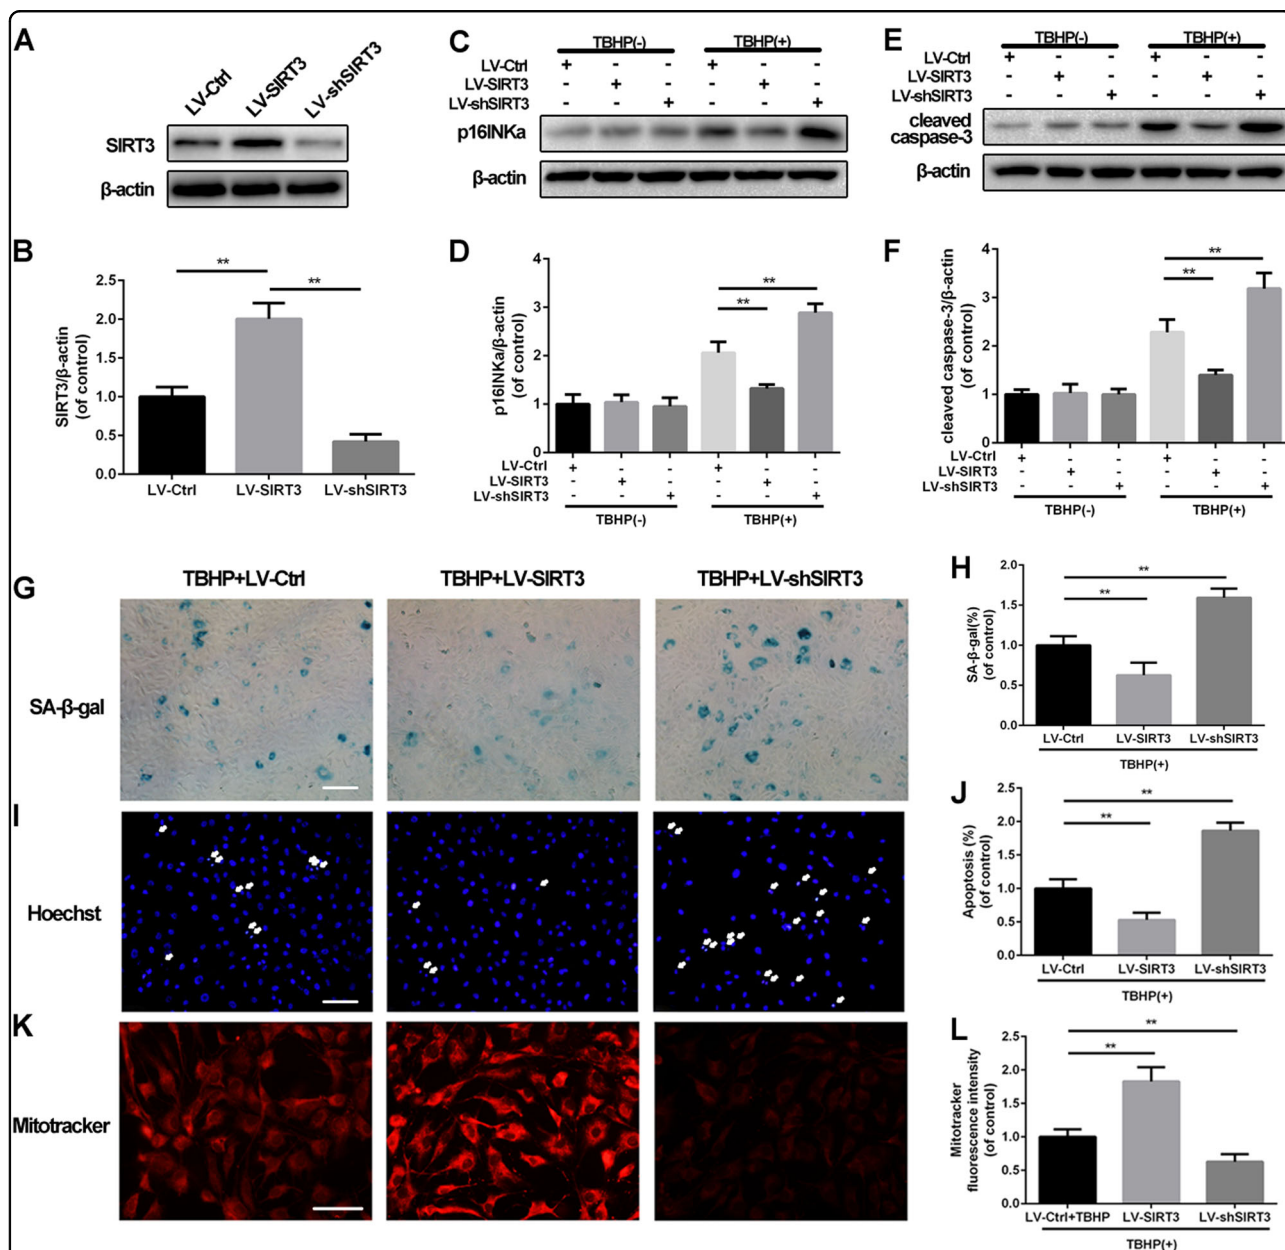 A
LV-Ctrl
LV-SIRT3
LV-shSIRT3
SIRT3
β-actin
C
TBHP(-) TBHP(+)
LV-Ctrl + - - + - -
LV-SIRT3 - + - - + -
LV-shSIRT3 - - + - - +
p16INKa
β-actin
E
TBHP(-) TBHP(+)
LV-Ctrl + - - + - -
LV-SIRT3 - + - - + -
LV-shSIRT3 - - + - - +
cleaved
caspase-3
β-actin
B
SIRT3/β-actin
(of control)
2.5
2.0
1.5
1.0
0.5
0.0
**
**
LV-Ctrl LV-SIRT3 LV-shSIRT3
D
p16INKa/β-actin
(of control)
4
3
2
1
0
**
**
LV-Ctrl + - - + - -
LV-SIRT3 - + - - + -
LV-shSIRT3 - - + - - +
TBHP(-) TBHP(+)
F
cleaved caspase-3/β-actin
(of control)
4
3
2
1
0
**
**
LV-Ctrl + - - + - -
LV-SIRT3 - + - - + -
LV-shSIRT3 - - + - - +
TBHP(-) TBHP(+)
G
TBHP+LV-Ctrl TBHP+LV-SIRT3 TBHP+LV-shSIRT3
SA-β-gal
H
SA-β-gal(%)
(of control)
2.0
1.5
1.0
0.5
0.0
**
**
LV-Ctrl LV-SIRT3 LV-shSIRT3
TBHP(+)
I
Hoechst
J
Apoptosis (%)
(of control)
2.5
2.0
1.5
1.0
0.5
0.0
**
**
LV-Ctrl LV-SIRT3 LV-shSIRT3
TBHP(+)
K
Mitotracker
L
Mitotracker
fluorescence intensity
(of control)
2.5
2.0
1.5
1.0
0.5
0.0
**
**
LV-Ctrl+TBHP LV-SIRT3 LV-shSIRT3
TBHP(+)